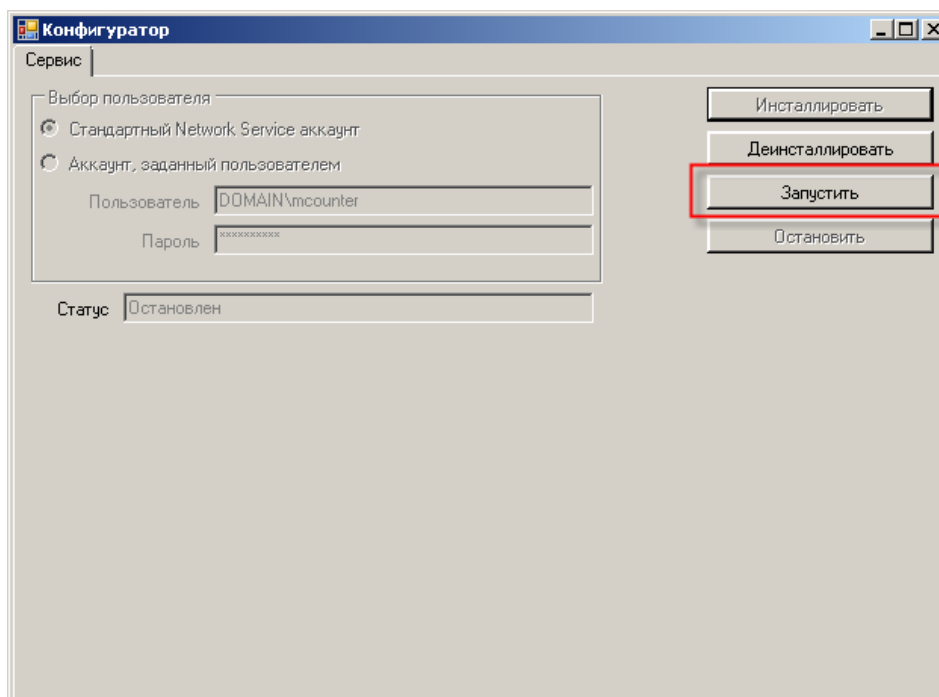 Конфигуратор
Сервис
Выбор пользователя
Стандартный Network Service аккаунт
Аккаунт, заданный пользователем
Пользователь DOMAIN\mcounter
Пароль **********
Статус Остановлен
Инсталлировать
Деинсталлировать
Запустить
Остановить